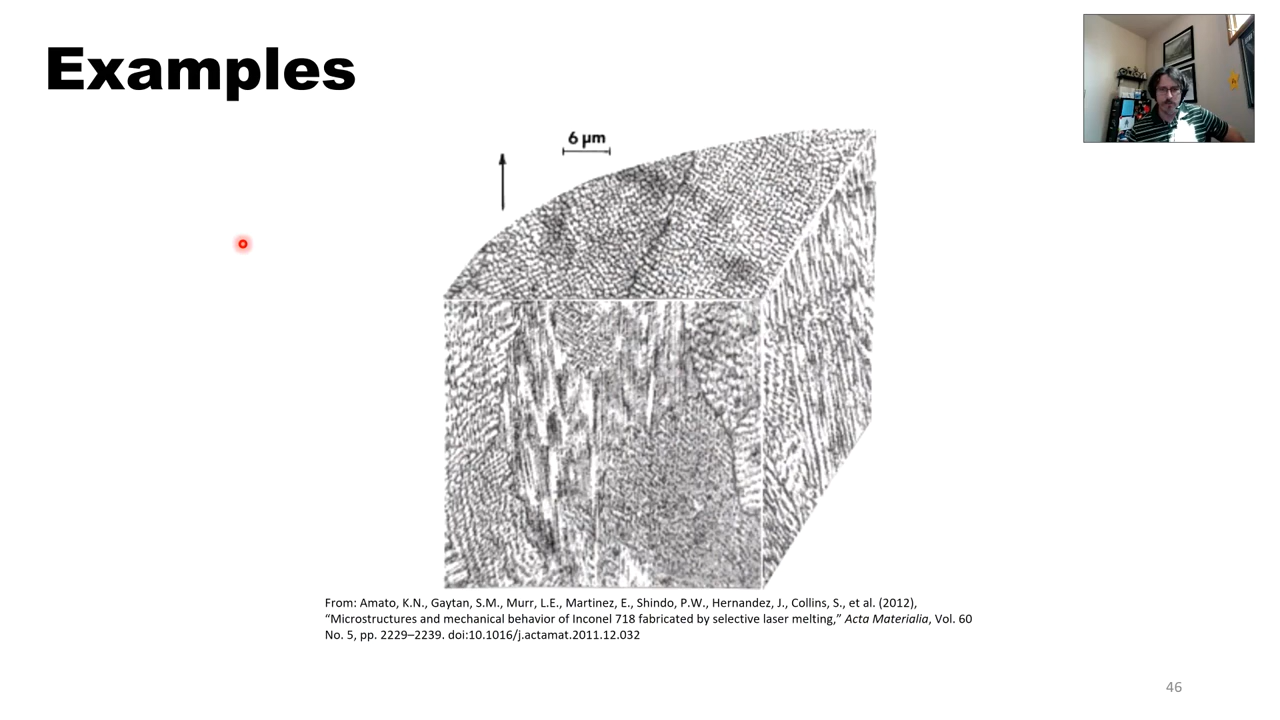 Examples
6 µm
From: Amato, K.N., Gaytan, S.M., Murr, L.E., Martinez, E., Shindo, P.W., Hernandez, J., Collins, S., et al. (2012),
“Microstructures and mechanical behavior of Inconel 718 fabricated by selective laser melting,” Acta Materialia, Vol. 60
No. 5, pp. 2229–2239. doi:10.1016/j.actamat.2011.12.032
46